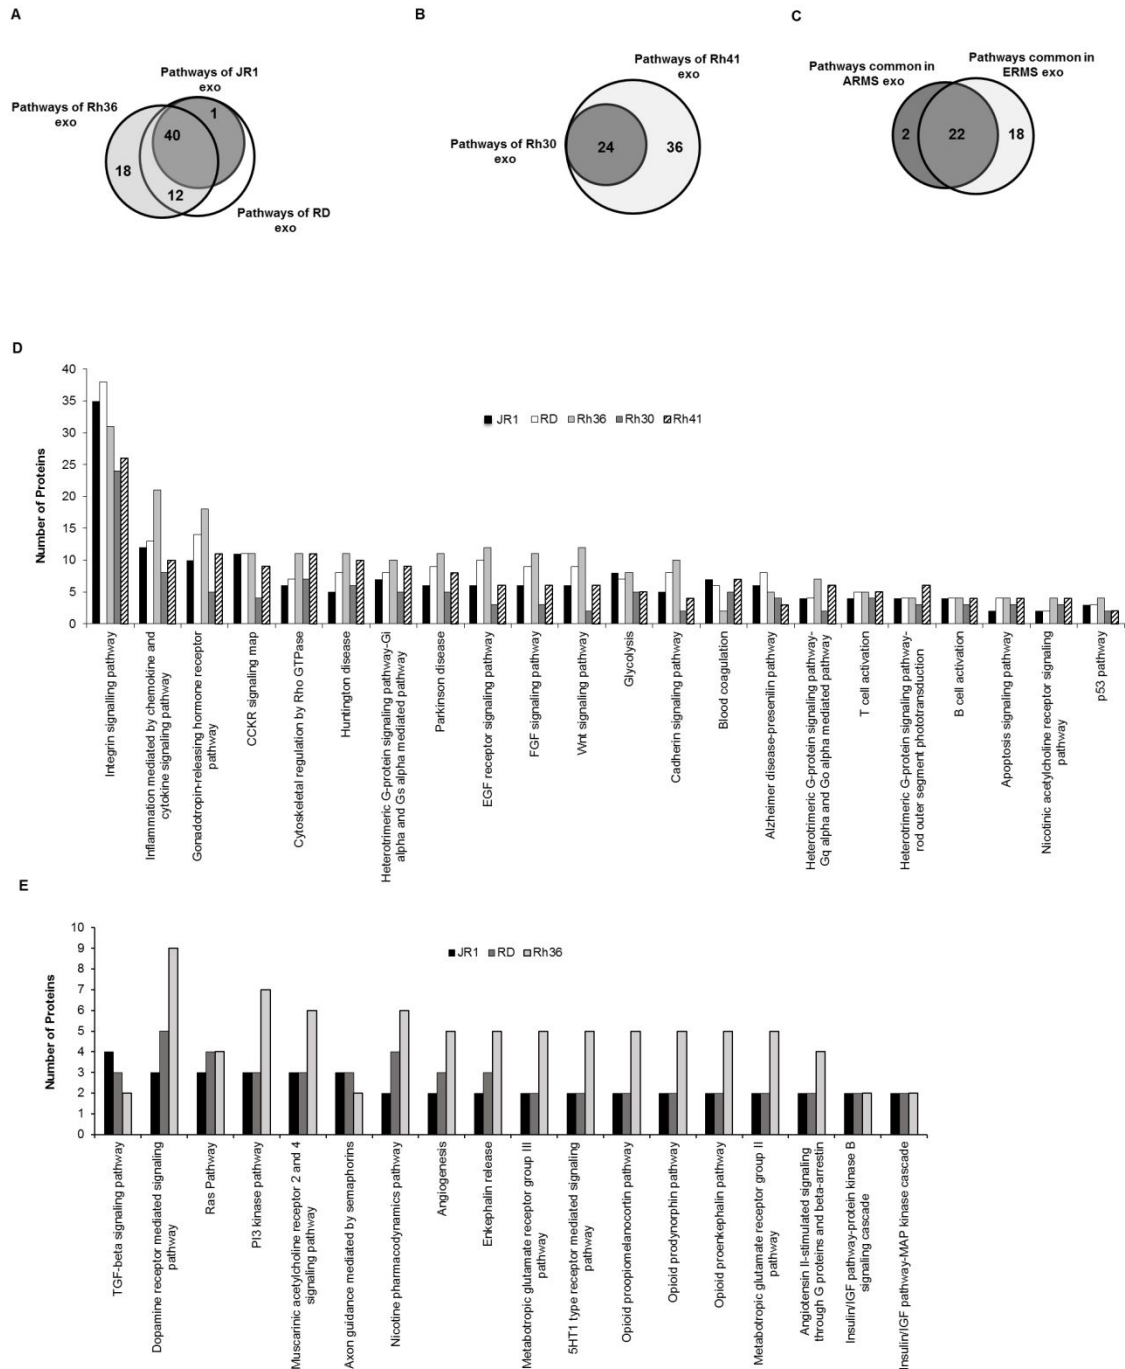 A
Pathways of JR1
exo
Pathways of Rh36
exo
1
40
18
12
Pathways of RD
exo
B
Pathways of Rh41
exo
Pathways of Rh30
exo
24
36
C
Pathways common in
ARMS exo
Pathways common in
ERMS exo
2
22
18
D
Number of Proteins
40
35
30
25
20
15
10
5
0
JR1 RD Rh36 Rh30 Rh41
Integrin signalling pathway
Inflammation mediated by chemokine and
cytokine signaling pathway
Gonadotropin-releasing hormone receptor
pathway
CCKR signaling map
Cytoskeletal regulation by Rho GTPase
Huntington disease
Heterotrimeric G-protein signaling pathway-Gi
alpha and Gs alpha mediated pathway
Parkinson disease
EGF receptor signaling pathway
FGF signaling pathway
Wnt signaling pathway
Glycolysis
Cadherin signaling pathway
Blood coagulation
Alzheimer disease-presenilin pathway
Heterotrimeric G-protein signaling pathway-
Gq alpha and Go alpha mediated pathway
T cell activation
Heterotrimeric G-protein signaling pathway-
rod outer segment phototransduction
B cell activation
Apoptosis signaling pathway
Nicotinic acetylcholine receptor signaling
pathway
p53 pathway
E
Number of Proteins
10
9
8
7
6
5
4
3
2
1
0
JR1 RD Rh36
TGF-beta signaling pathway
Dopamine receptor mediated signaling
pathway
Ras Pathway
PI3 kinase pathway
Muscarinic acetylcholine receptor 2 and 4
signaling pathway
Axon guidance mediated by semaphorins
Nicotine pharmacodynamics pathway
Angiogenesis
Enkephalin release
Metabotropic glutamate receptor group III
pathway
5HT1 type receptor mediated signaling
pathway
Opioid proopiomelanocortin pathway
Opioid prodynorphin pathway
Opioid proenkephalin pathway
Metabotropic glutamate receptor group II
pathway
Angiotensin II-stimulated signaling
through G proteins and beta-arrestin
Insulin/IGF pathway-protein kinase B
signaling cascade
Insulin/IGF pathway-MAP kinase cascade